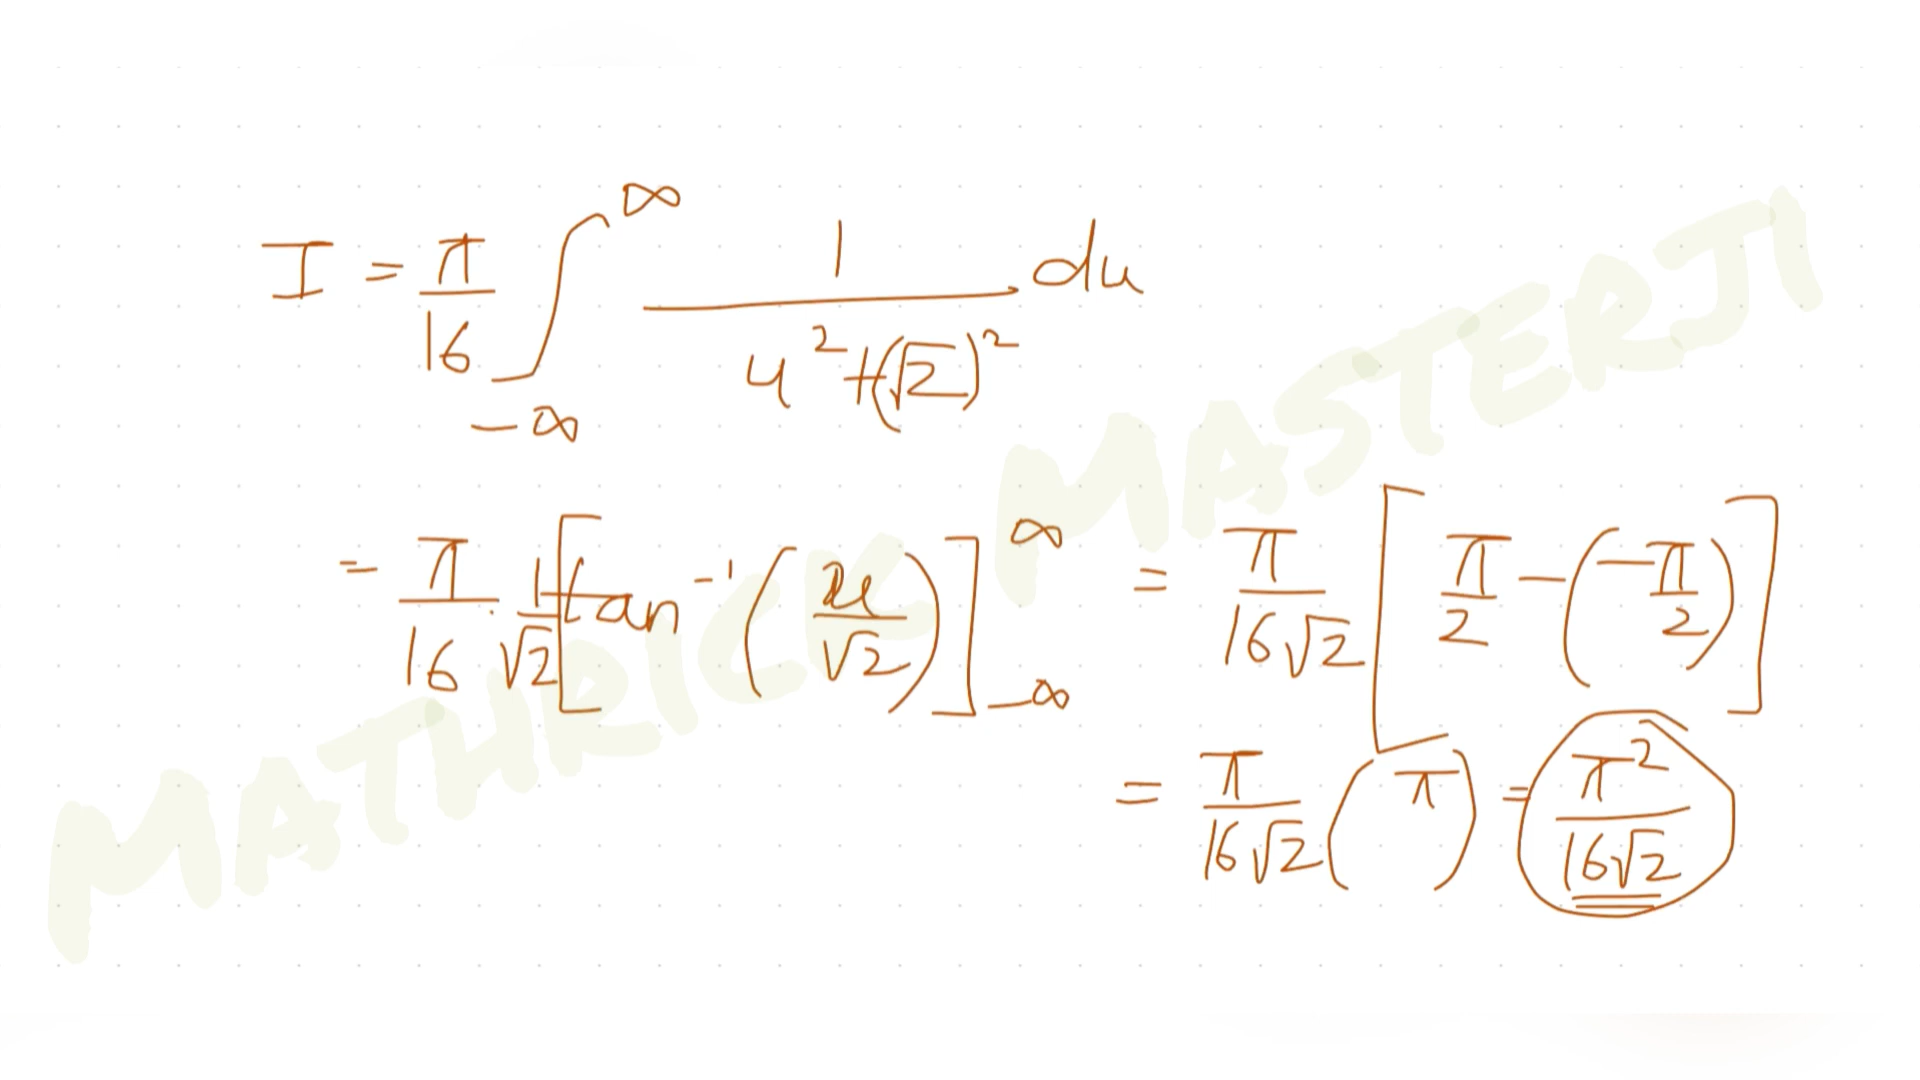 I = π/16 ∫_{-∞}^{∞} 1/(u²+(√2)²) du
= π/16 · 1/√2 [tan⁻¹(u/√2)]_{-∞}^{∞} = π/(16√2) [π/2 - (-π/2)]
= π/(16√2) (π) = π²/(16√2)
MATHRICK MASTERJI